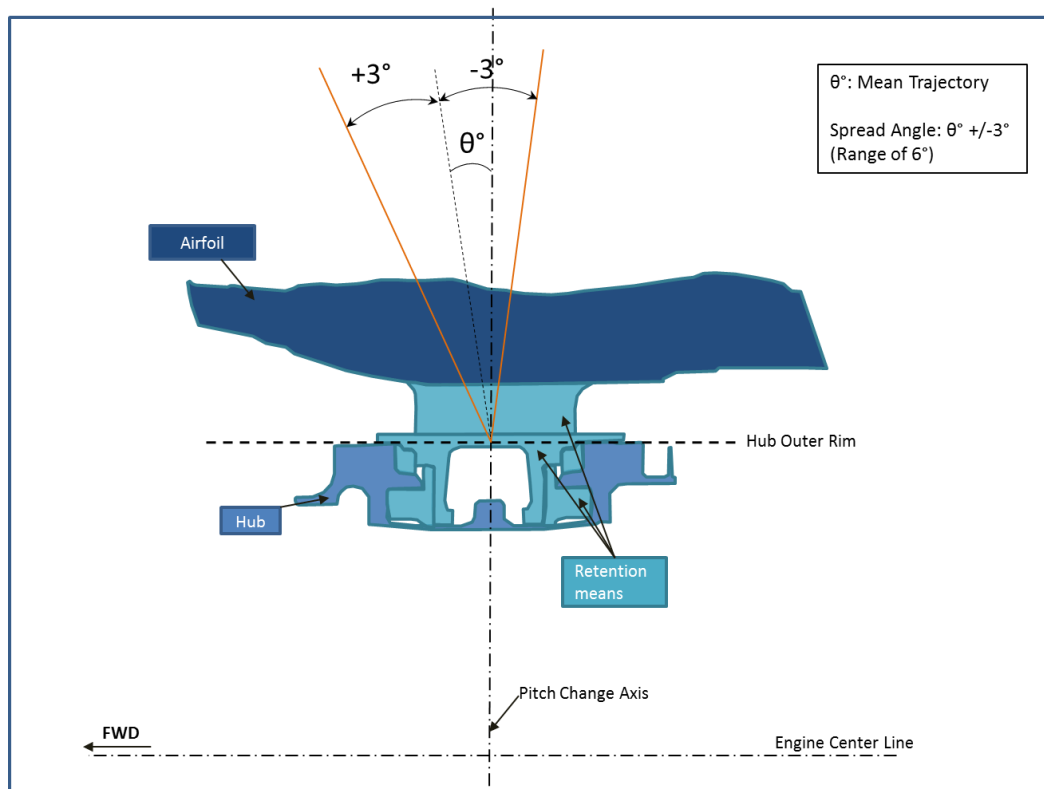 +3°
-3°
θ°: Mean Trajectory
Spread Angle: θ° +/-3°
(Range of 6°)
θ°
Airfoil
Hub Outer Rim
Hub
Retention
means
Pitch Change Axis
FWD
Engine Center Line